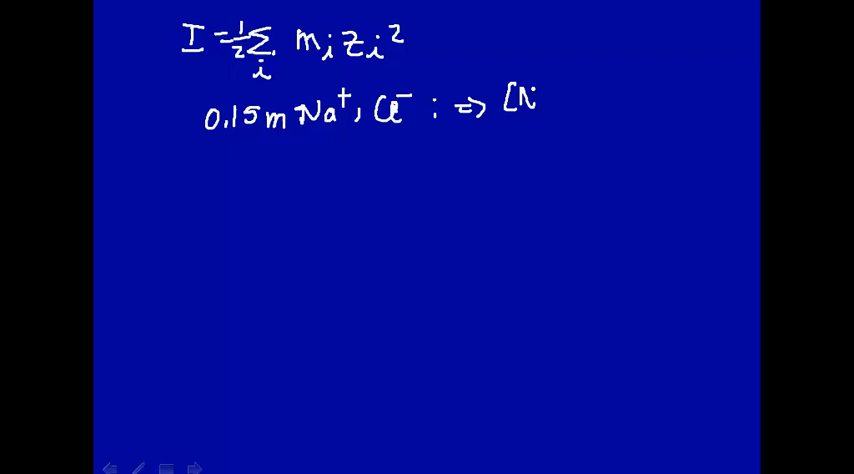 I = 1/2 Σ_i m_i z_i^2
0.15 m Na⁺, Cl⁻ i ⇒ [N